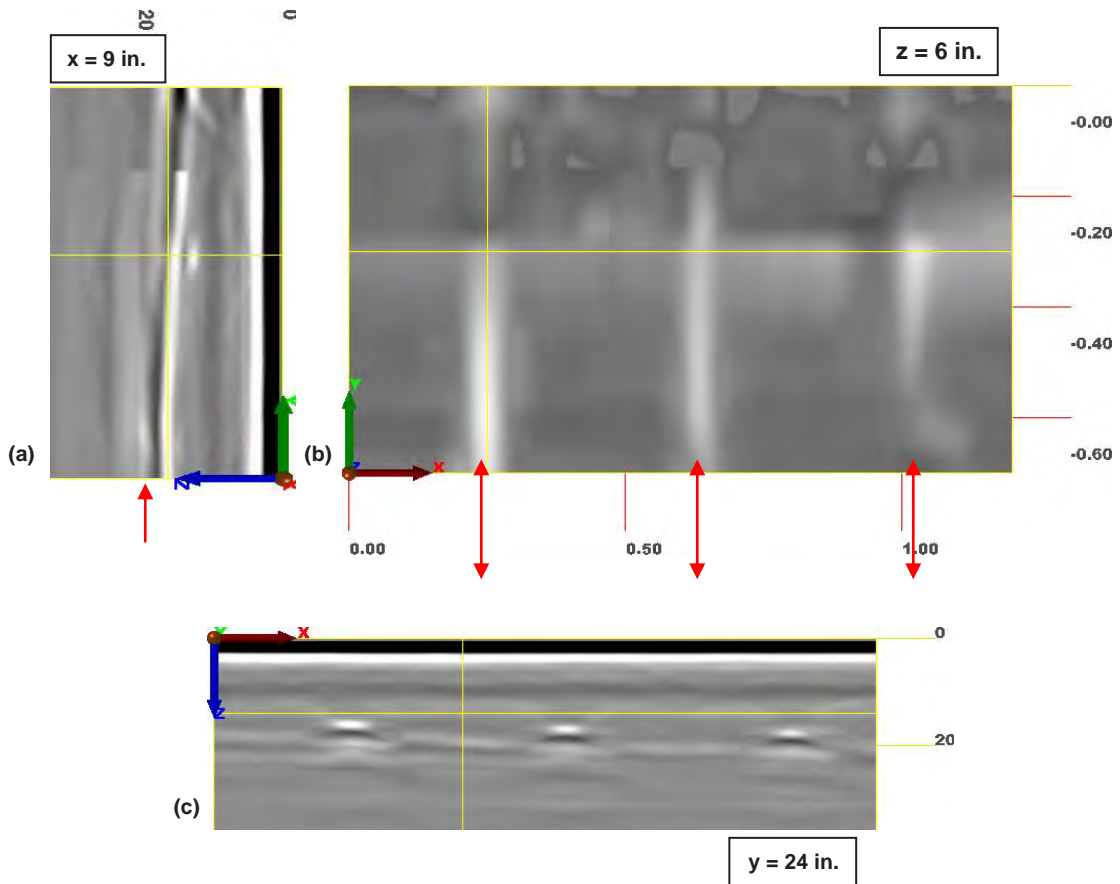 20
0
x = 9 in.
z = 6 in.
-0.00
-0.20
-0.40
-0.60
(a)
Z
Y
X
(b)
Y
Z
X
0.00
0.50
1.00
Y
X
0
Z
20
(c)
y = 24 in.